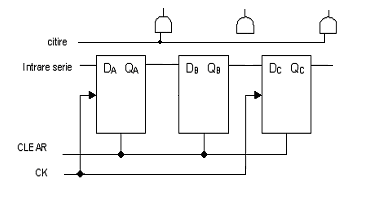 citire
Intrare serie
DA QA DB QB DC QC
CLEAR
CK